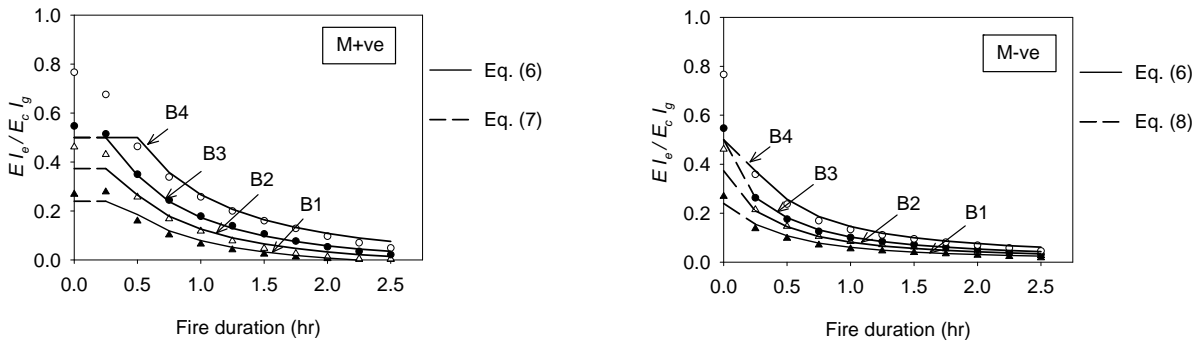 M+ve
E I_e / E_c I_g
1.0
0.8
0.6
0.4
0.2
0.0
B4
B3
B2
B1
0.0 0.5 1.0 1.5 2.0 2.5
Fire duration (hr)
Eq. (6)
Eq. (7)
M-ve
E I_e / E_c I_g
1.0
0.8
0.6
0.4
0.2
0.0
B4
B3
B2
B1
0.0 0.5 1.0 1.5 2.0 2.5
Fire duration (hr)
Eq. (6)
Eq. (8)